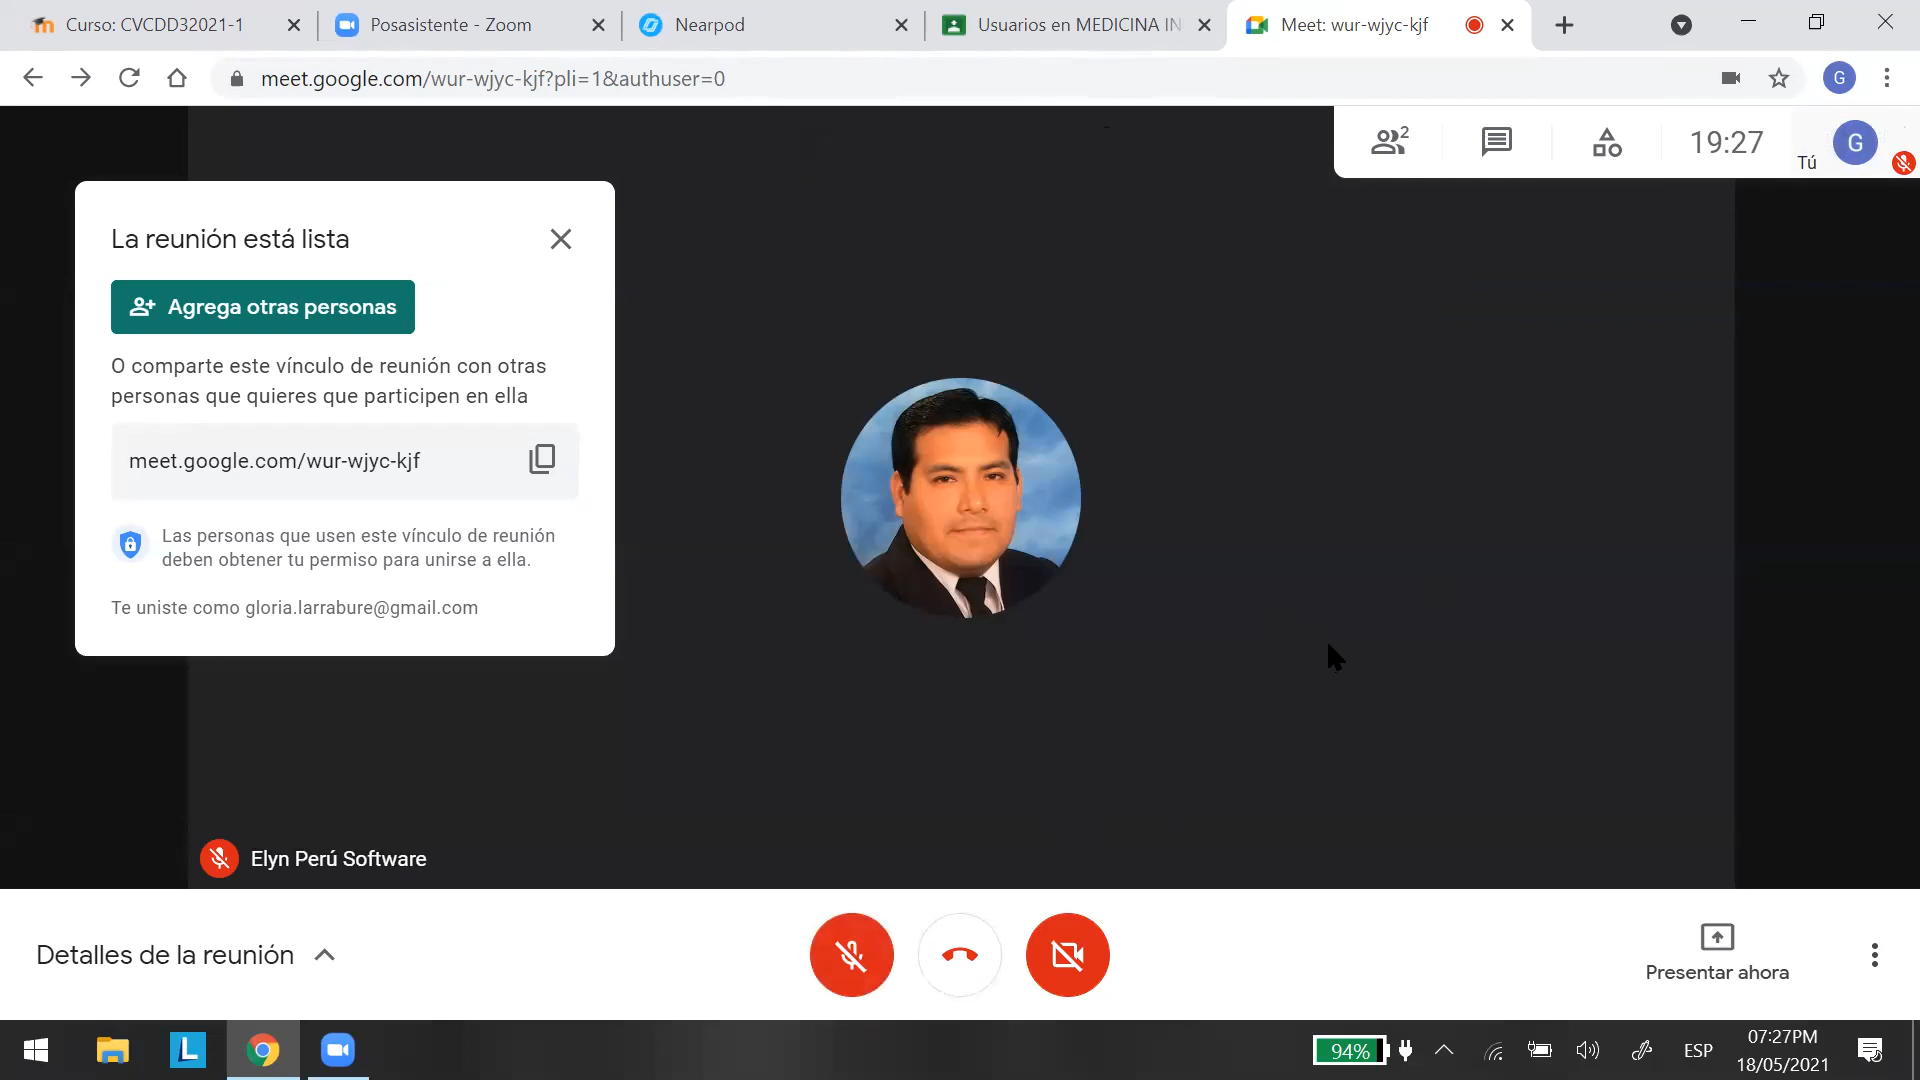 Curso: CVCDD32021-1
Posasistente - Zoom
Nearpod
Usuarios en MEDICINA IN
Meet: wur-wjyc-kjf
meet.google.com/wur-wjyc-kjf?pli=1&authuser=0
G
2
19:27
Tú
G
La reunión está lista
Agrega otras personas
O comparte este vínculo de reunión con otras
personas que quieres que participen en ella
meet.google.com/wur-wjyc-kjf
Las personas que usen este vínculo de reunión
deben obtener tu permiso para unirse a ella.
Te uniste como gloria.larrabure@gmail.com
Elyn Perú Software
Detalles de la reunión
Presentar ahora
L
94%
ESP
07:27PM
18/05/2021